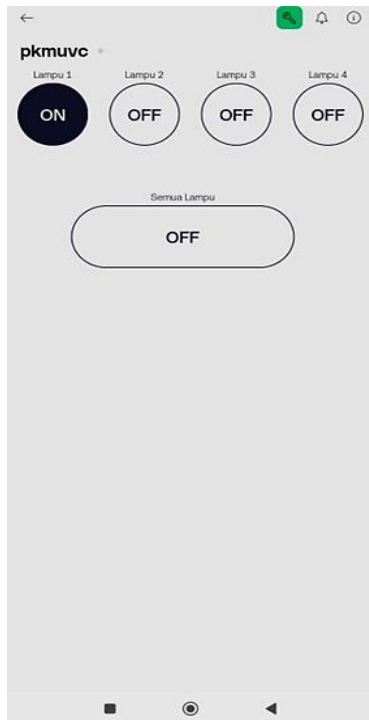 pkmuvc
Lampu 1 Lampu 2 Lampu 3 Lampu 4
ON OFF OFF OFF
Semua Lampu
OFF